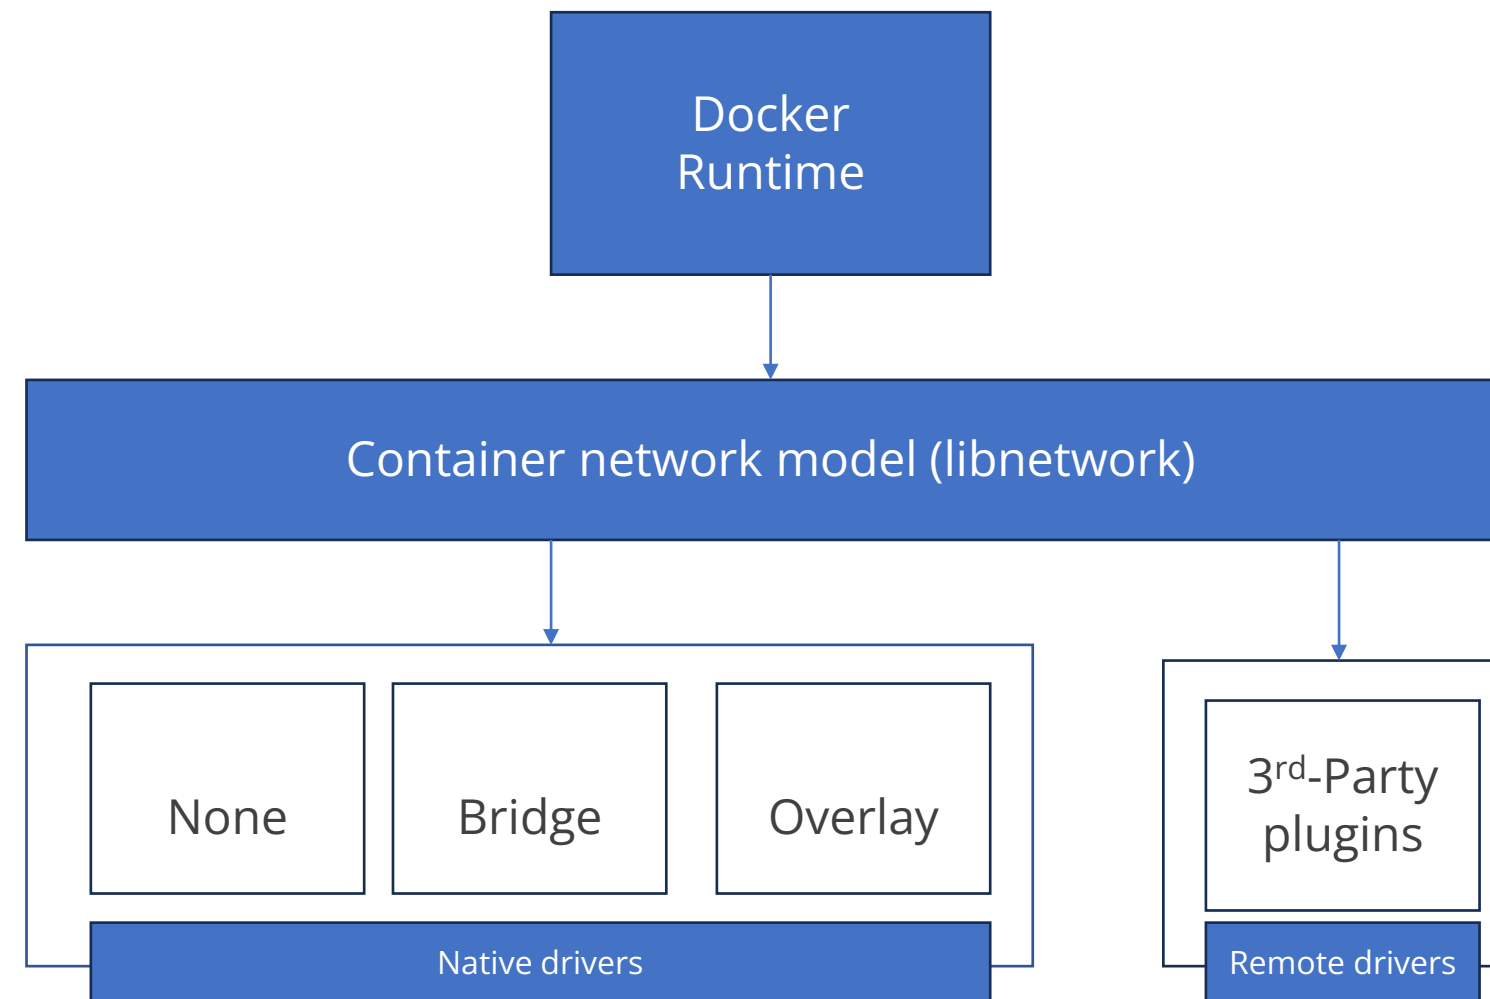 Docker
Runtime
Container network model (libnetwork)
None
Bridge
Overlay
3rd-Party
plugins
Native drivers
Remote drivers